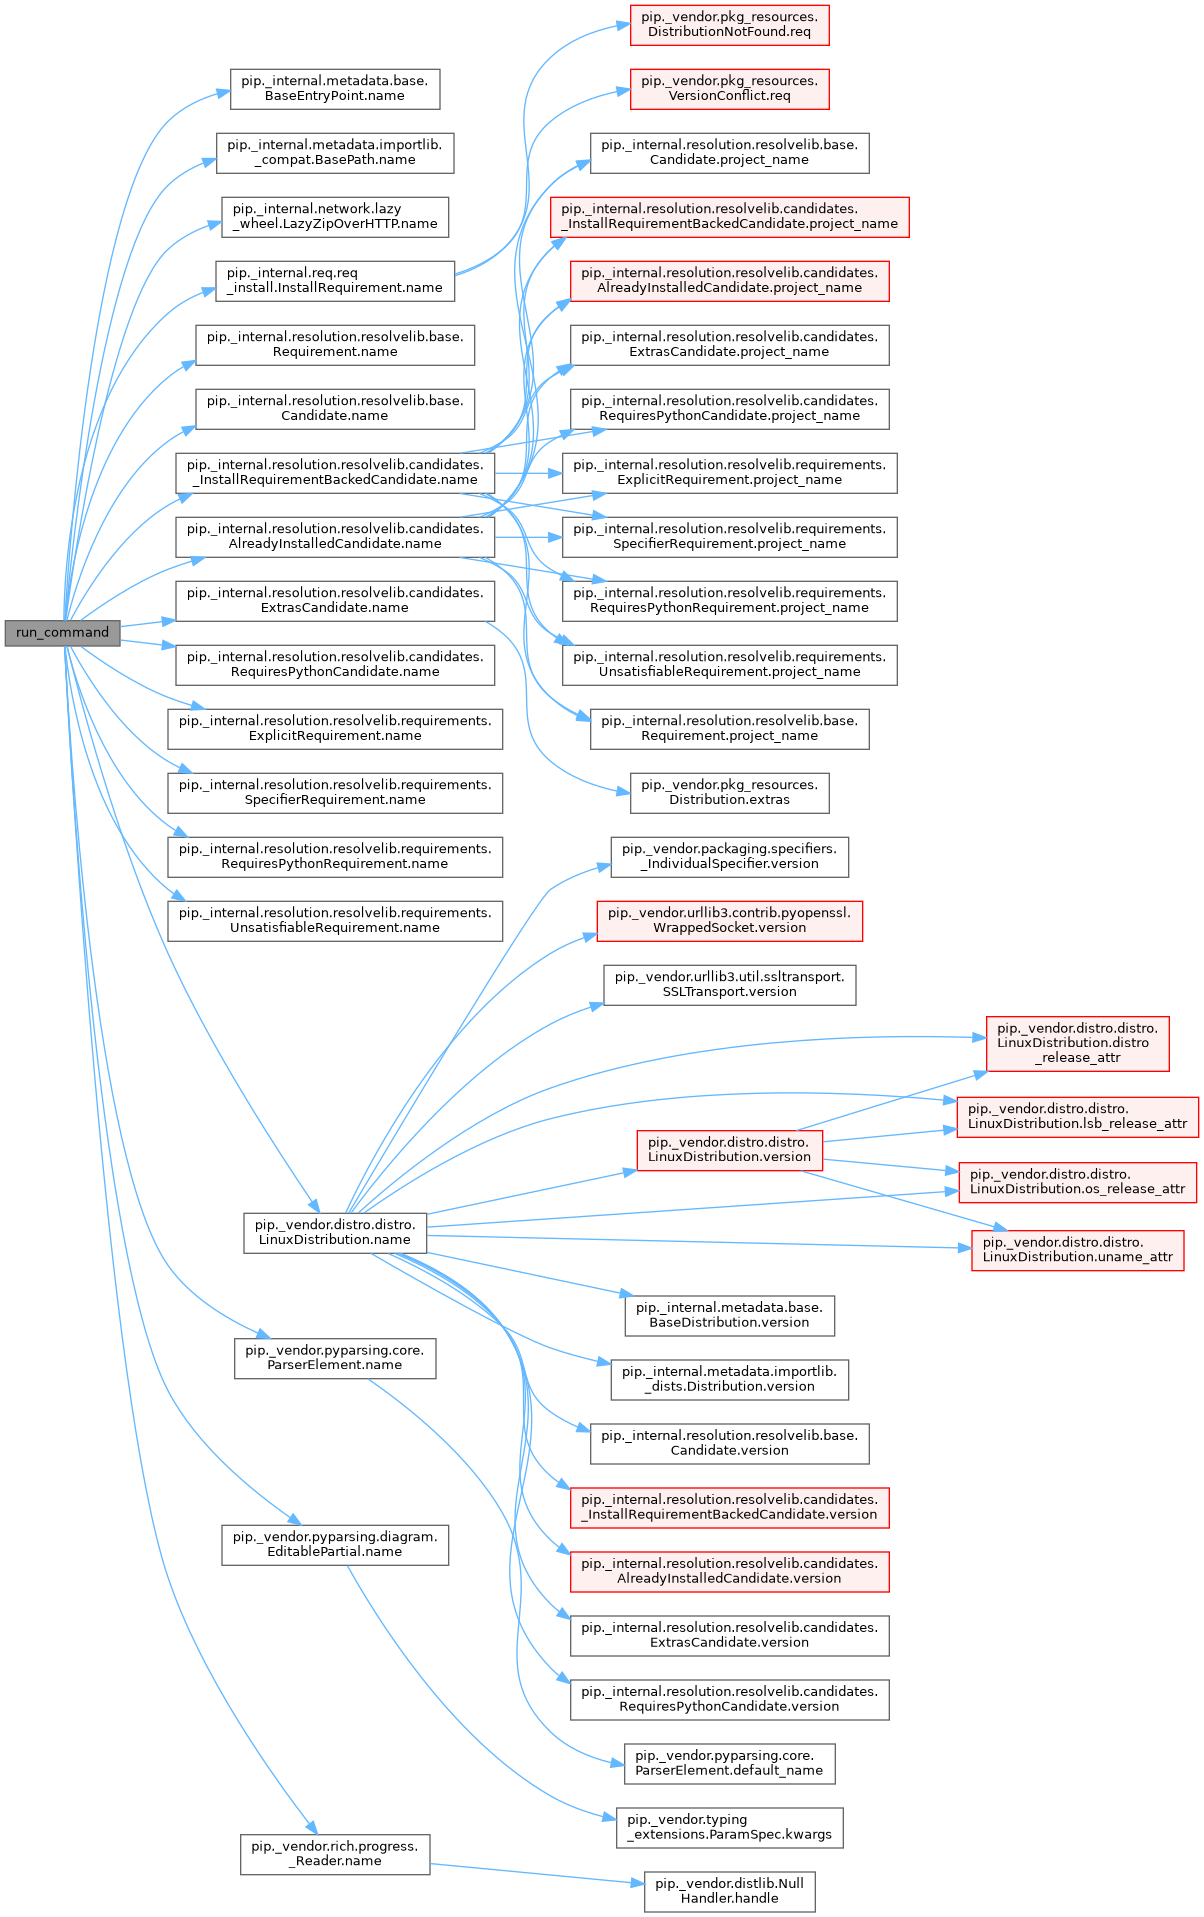 run_command
pip._internal.metadata.base.
BaseEntryPoint.name
pip._internal.metadata.importlib.
_compat.BasePath.name
pip._internal.network.lazy
_wheel.LazyZipOverHTTP.name
pip._internal.req.req
_install.InstallRequirement.name
pip._internal.resolution.resolvelib.base.
Requirement.name
pip._internal.resolution.resolvelib.base.
Candidate.name
pip._internal.resolution.resolvelib.candidates.
_InstallRequirementBackedCandidate.name
pip._internal.resolution.resolvelib.candidates.
AlreadyInstalledCandidate.name
pip._internal.resolution.resolvelib.candidates.
ExtrasCandidate.name
pip._internal.resolution.resolvelib.candidates.
RequiresPythonCandidate.name
pip._internal.resolution.resolvelib.requirements.
ExplicitRequirement.name
pip._internal.resolution.resolvelib.requirements.
SpecifierRequirement.name
pip._internal.resolution.resolvelib.requirements.
RequiresPythonRequirement.name
pip._internal.resolution.resolvelib.requirements.
UnsatisfiableRequirement.name
pip._vendor.distro.distro.
LinuxDistribution.name
pip._vendor.pyparsing.core.
ParserElement.name
pip._vendor.pyparsing.diagram.
EditablePartial.name
pip._vendor.rich.progress.
_Reader.name
pip._vendor.pkg_resources.
DistributionNotFound.req
pip._vendor.pkg_resources.
VersionConflict.req
pip._internal.resolution.resolvelib.base.
Candidate.project_name
pip._internal.resolution.resolvelib.candidates.
_InstallRequirementBackedCandidate.project_name
pip._internal.resolution.resolvelib.candidates.
AlreadyInstalledCandidate.project_name
pip._internal.resolution.resolvelib.candidates.
ExtrasCandidate.project_name
pip._internal.resolution.resolvelib.candidates.
RequiresPythonCandidate.project_name
pip._internal.resolution.resolvelib.requirements.
ExplicitRequirement.project_name
pip._internal.resolution.resolvelib.requirements.
SpecifierRequirement.project_name
pip._internal.resolution.resolvelib.requirements.
RequiresPythonRequirement.project_name
pip._internal.resolution.resolvelib.requirements.
UnsatisfiableRequirement.project_name
pip._internal.resolution.resolvelib.base.
Requirement.project_name
pip._vendor.pkg_resources.
Distribution.extras
pip._vendor.packaging.specifiers.
_IndividualSpecifier.version
pip._vendor.urllib3.contrib.pyopenssl.
WrappedSocket.version
pip._vendor.urllib3.util.ssltransport.
SSLTransport.version
pip._vendor.distro.distro.
LinuxDistribution.version
pip._internal.metadata.base.
BaseDistribution.version
pip._internal.metadata.importlib.
_dists.Distribution.version
pip._internal.resolution.resolvelib.base.
Candidate.version
pip._internal.resolution.resolvelib.candidates.
_InstallRequirementBackedCandidate.version
pip._internal.resolution.resolvelib.candidates.
AlreadyInstalledCandidate.version
pip._internal.resolution.resolvelib.candidates.
ExtrasCandidate.version
pip._internal.resolution.resolvelib.candidates.
RequiresPythonCandidate.version
pip._vendor.pyparsing.core.
ParserElement.default_name
pip._vendor.typing
_extensions.ParamSpec.kwargs
pip._vendor.distlib.Null
Handler.handle
pip._vendor.distro.distro.
LinuxDistribution.distro
_release_attr
pip._vendor.distro.distro.
LinuxDistribution.lsb_release_attr
pip._vendor.distro.distro.
LinuxDistribution.os_release_attr
pip._vendor.distro.distro.
LinuxDistribution.uname_attr